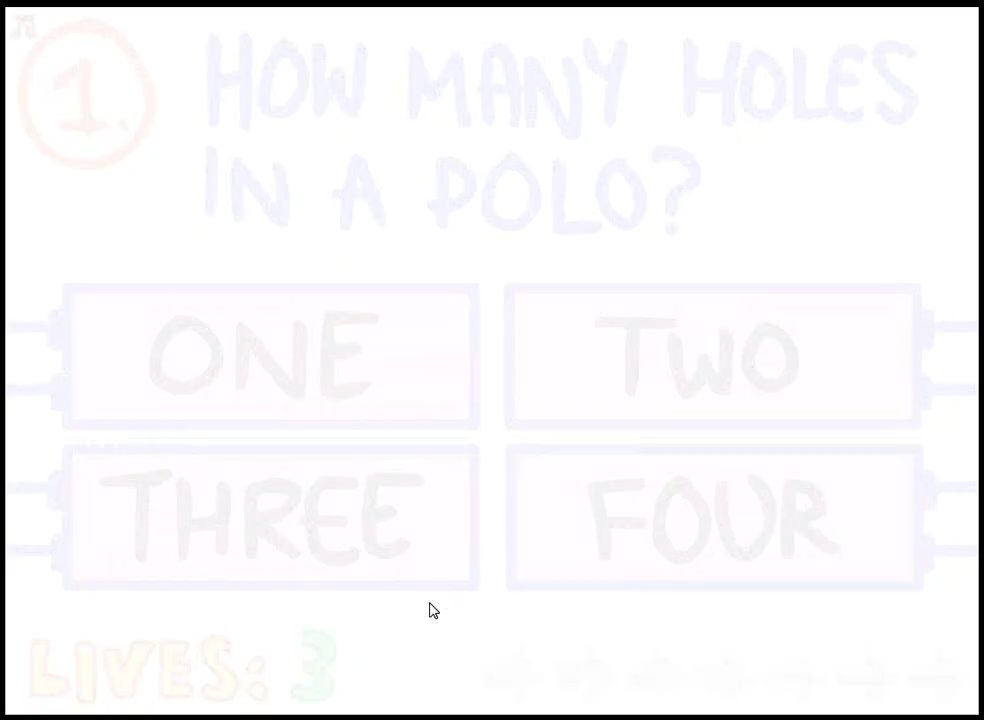 1. HOW MANY HOLES
IN A POLO?
ONE
TWO
THREE
FOUR
LIVES: 3